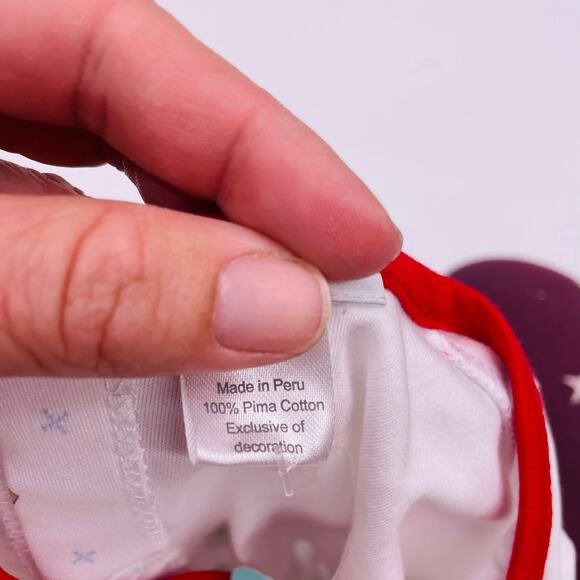 Made in Peru
100% Pima Cotton
Exclusive of
decoration